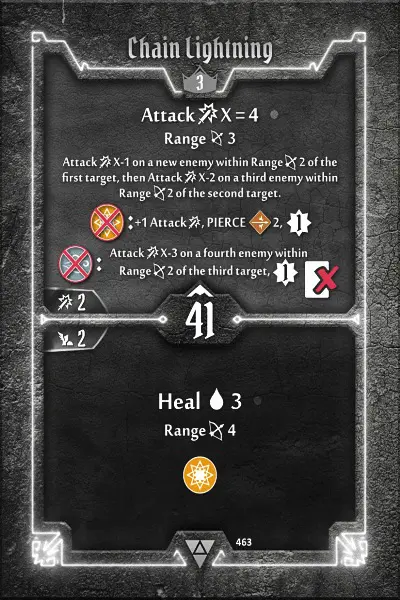 Chain Lightning
3
Attack X = 4
Range 3
Attack X-1 on a new enemy within Range 2 of the
first target, then Attack X-2 on a third enemy within
Range 2 of the second target.
: +1 Attack, PIERCE 2, 1
Attack X-3 on a fourth enemy within
: Range 2 of the third target, 1
2
41
2
Heal 3
Range 4
463